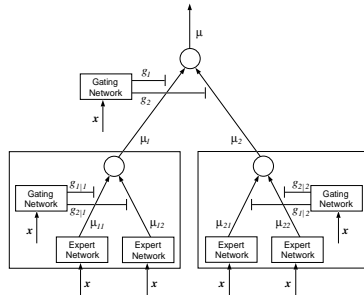 μ
g1
Gating
Network
g2
x
μ1
μ2
g1|1
Gating
Network
g2|1
x
μ11
μ12
Expert
Network
Expert
Network
x
x
g2|2
Gating
Network
g1|2
x
μ21
μ22
Expert
Network
Expert
Network
x
x